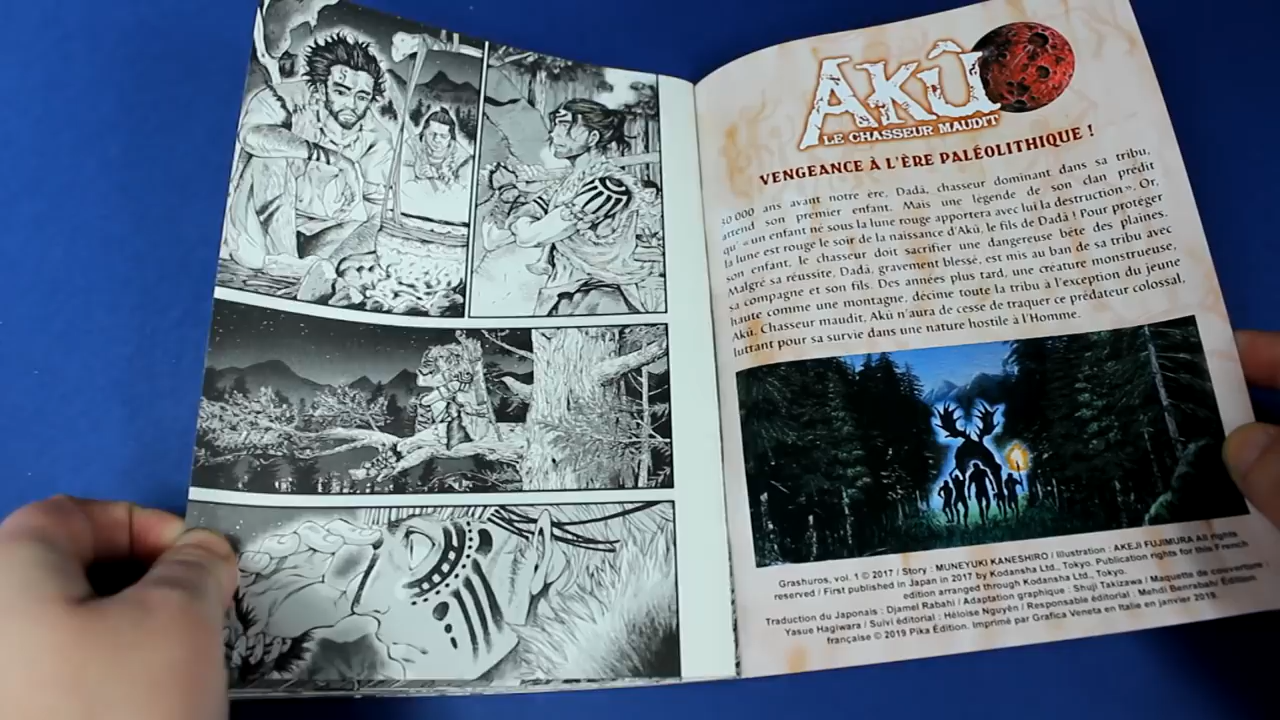 AKÛ
LE CHASSEUR MAUDIT
VENGEANCE À L'ÈRE PALÉOLITHIQUE !
30 000 ans avant notre ère, Dadá, chasseur dominant dans sa tribu,
attend son premier enfant. Mais une légende de son clan prédit
qu'« un enfant né sous la lune rouge apportera avec lui la destruction ». Or,
la lune est rouge le soir de la naissance d'Akû, le fils de Dadá ! Pour protéger
son enfant, le chasseur doit sacrifier une dangereuse bête des plaines.
Malgré sa réussite, Dadá, gravement blessé, est mis au ban de sa tribu avec
sa compagne et son fils. Des années plus tard, une créature monstrueuse,
haute comme une montagne, décime toute la tribu à l'exception du jeune
Akû. Chasseur maudit, Akû n'aura de cesse de traquer ce prédateur colossal,
luttant pour sa survie dans une nature hostile à l'Homme.
Grashuros, vol. 1 © 2017 / Story : MUNEYUKI KANESHIRO / Illustration : AKEJI FUJIMURA All rights
reserved / First published in Japan in 2017 by Kodansha Ltd., Tokyo. Publication rights for this French
edition arranged through Kodansha Ltd., Tokyo.
Traduction du Japonais : Djamel Rabahi / Adaptation graphique : Shuji Takizawa / Maquette de couverture :
Yasue Hagiwara / Suivi éditorial : Héloïse Nguyèn / Responsable éditorial : Mehdi Benrabah/ Édition
française © 2019 Pika Édition. Imprimé par Grafica Veneta en Italie en janvier 2019.